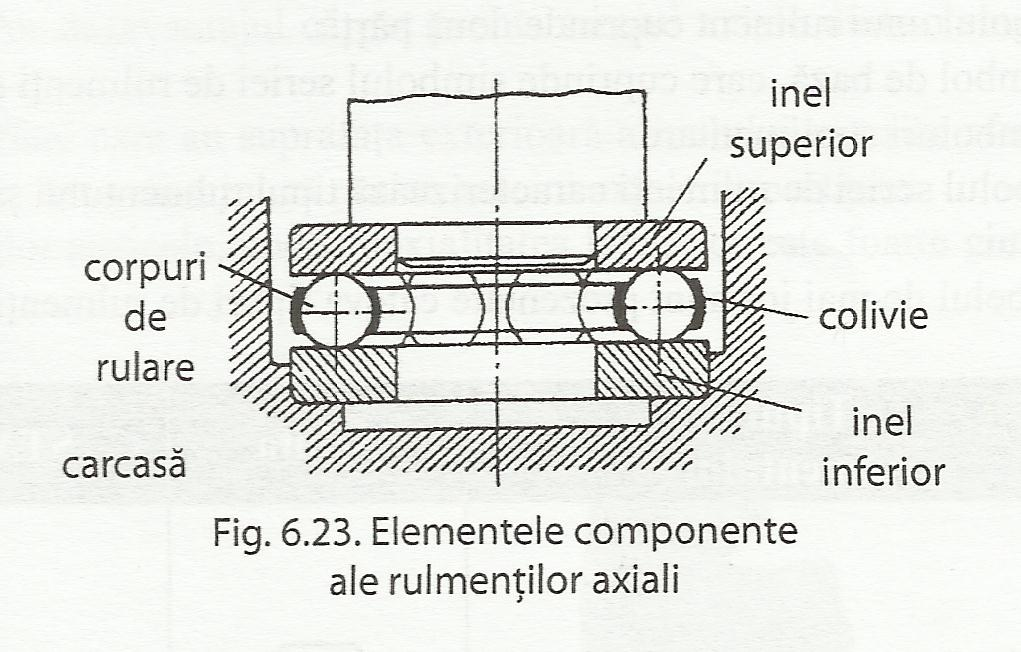 inel
superior
corpuri
de
rulare
colivie
inel
inferior
carcasă
Fig. 6.23. Elementele componente
ale rulmenților axiali